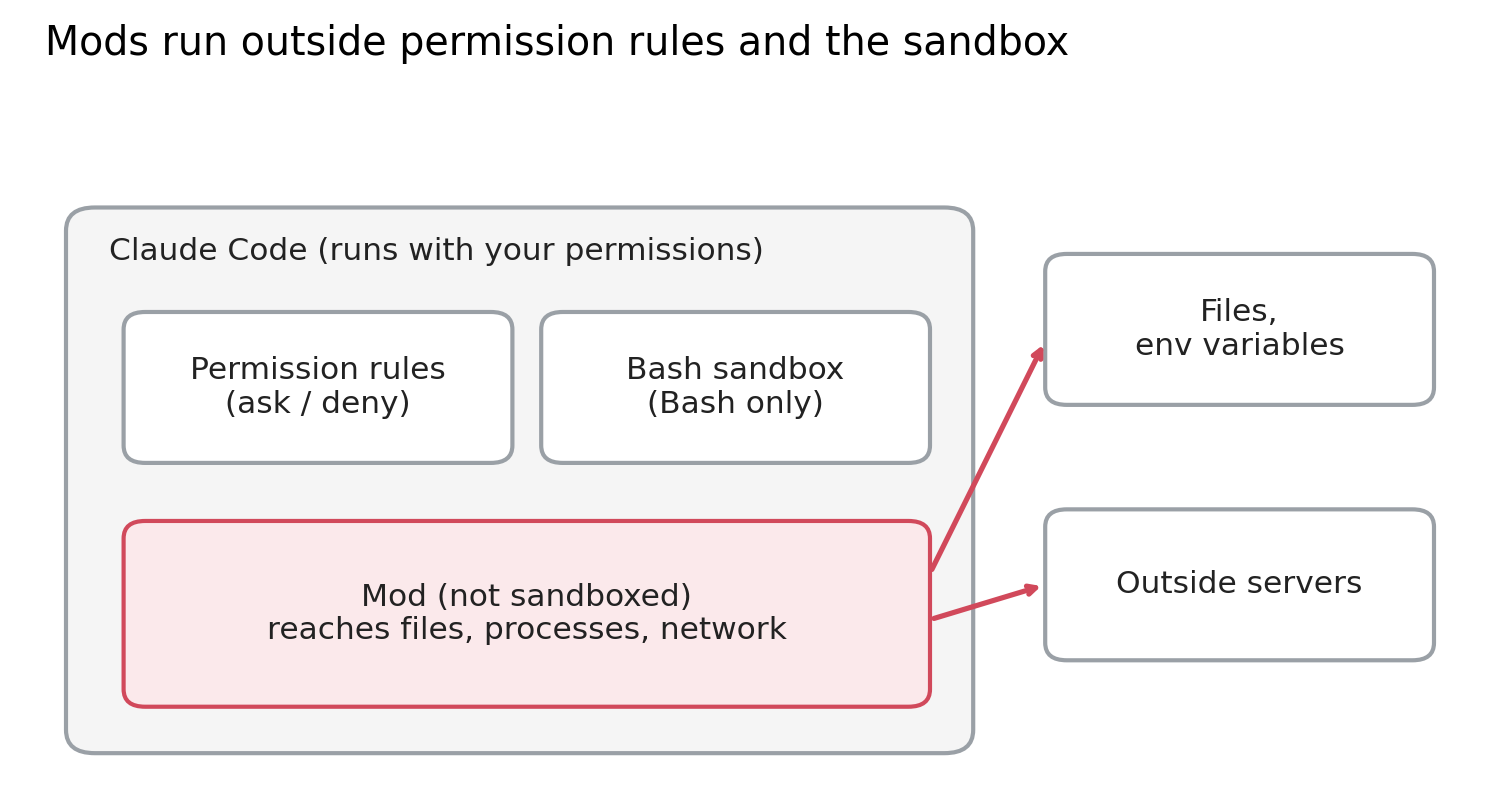 Mods run outside permission rules and the sandbox
Claude Code (runs with your permissions)
Permission rules
(ask / deny)
Bash sandbox
(Bash only)
Files,
env variables
Mod (not sandboxed)
reaches files, processes, network
Outside servers